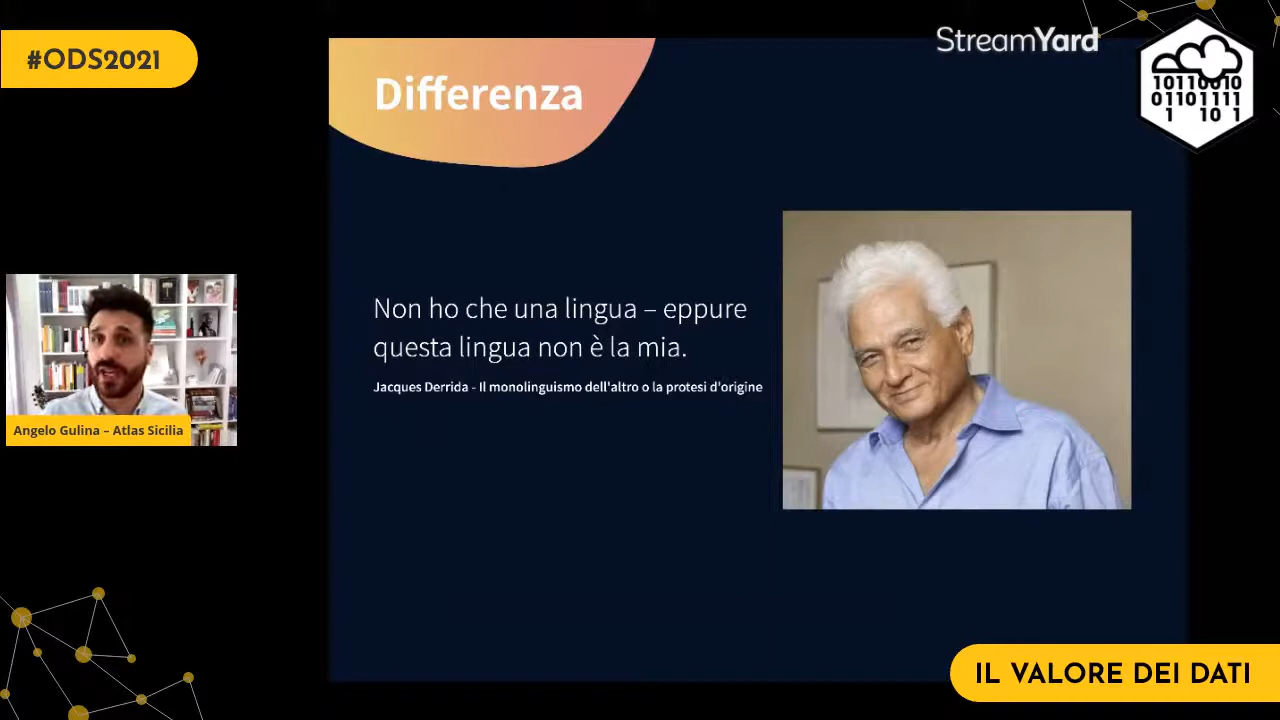 #ODS2021
StreamYard
10110010
01101111
1 10 1
Differenza
Non ho che una lingua – eppure
questa lingua non è la mia.
Jacques Derrida - Il monolinguismo dell'altro o la protesi d'origine
Angelo Gulina – Atlas Sicilia
IL VALORE DEI DATI